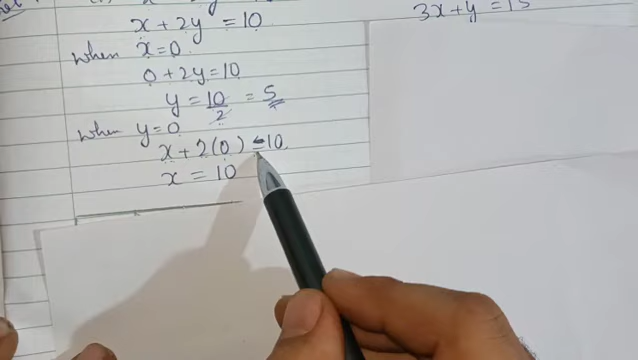 x + 2y = 10
when x = 0
0 + 2y = 10
y = 10/2 = 5
when y = 0
x + 2(0) = 10
x = 10
3x + y = 15